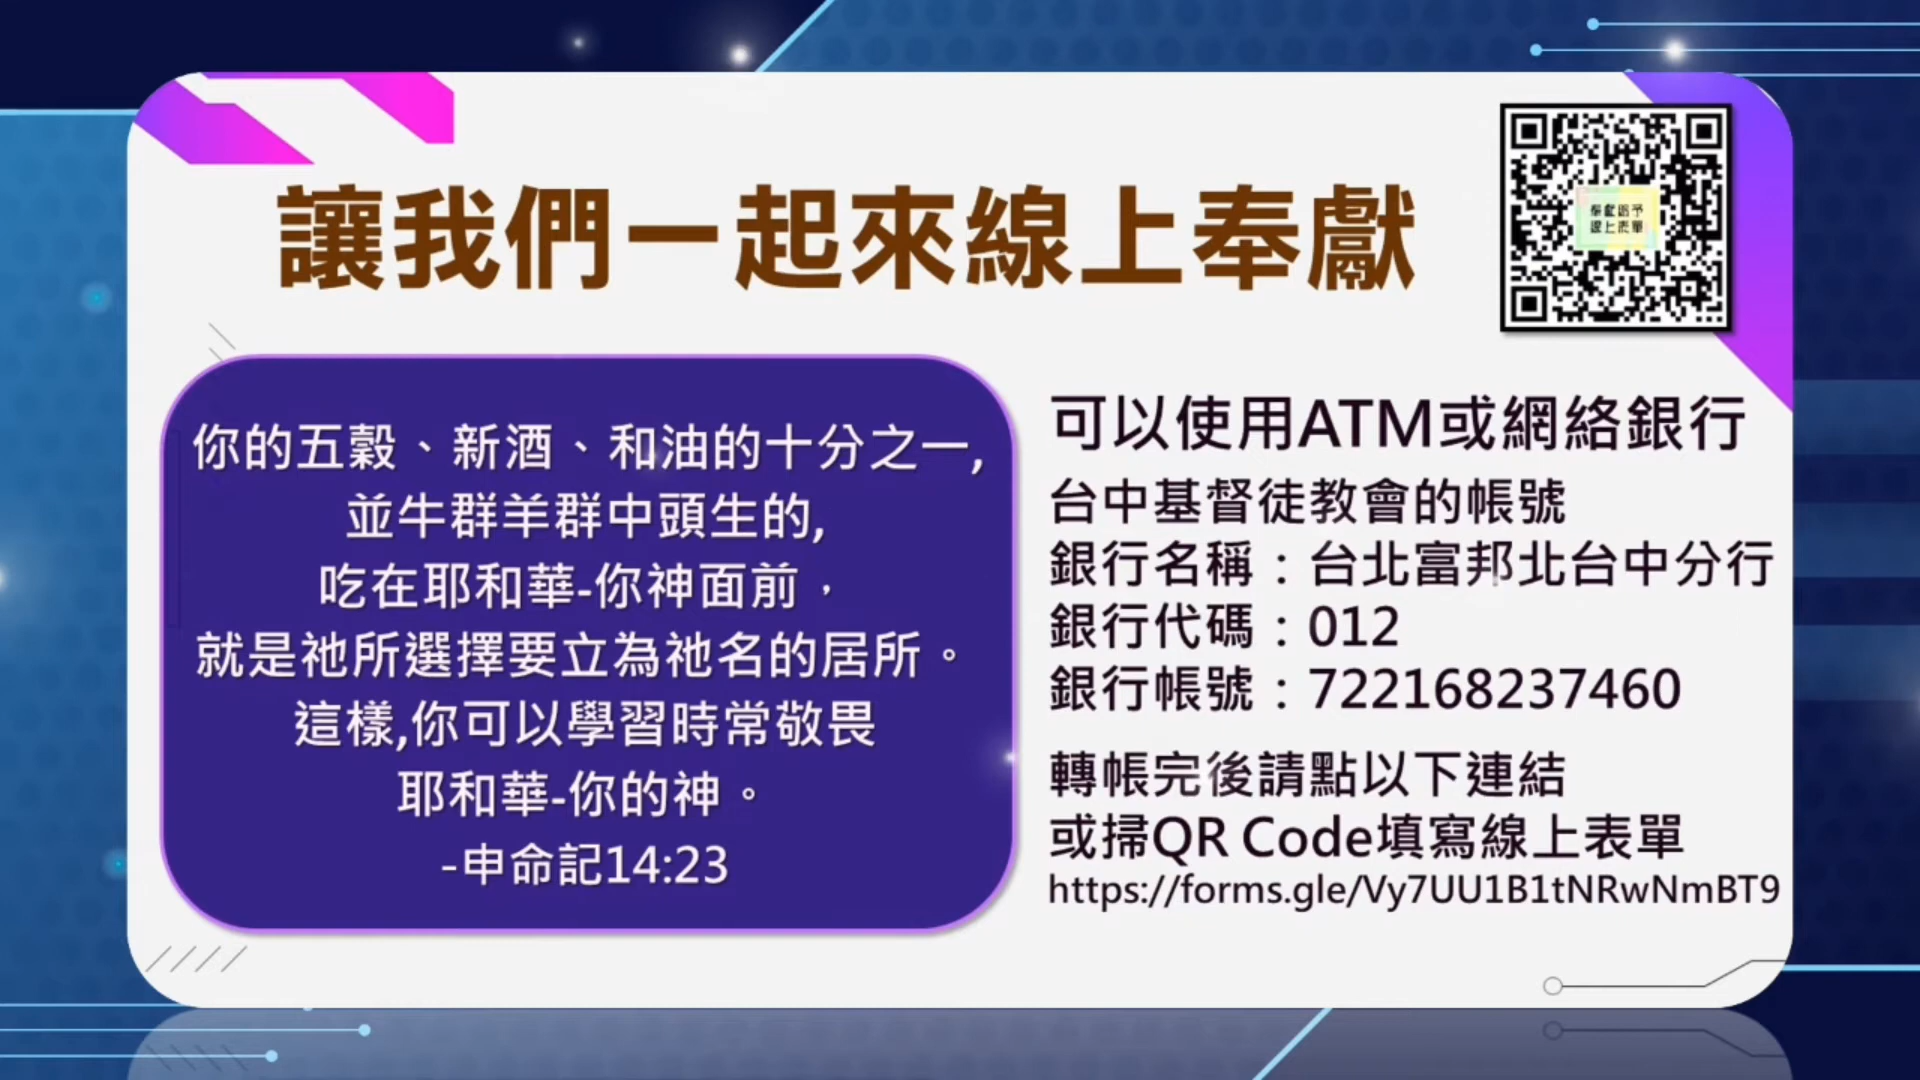 讓我們一起來線上奉獻
你的五穀、新酒、和油的十分之一,
並牛群羊群中頭生的,
吃在耶和華-你神面前，
就是祂所選擇要立為祂名的居所。
這樣,你可以學習時常敬畏
耶和華-你的神。
-申命記14:23
可以使用ATM或網絡銀行
台中基督徒教會的帳號
銀行名稱：台北富邦北台中分行
銀行代碼：012
銀行帳號：722168237460
轉帳完後請點以下連結
或掃QR Code填寫線上表單
https://forms.gle/Vy7UU1B1tNRwNmBT9